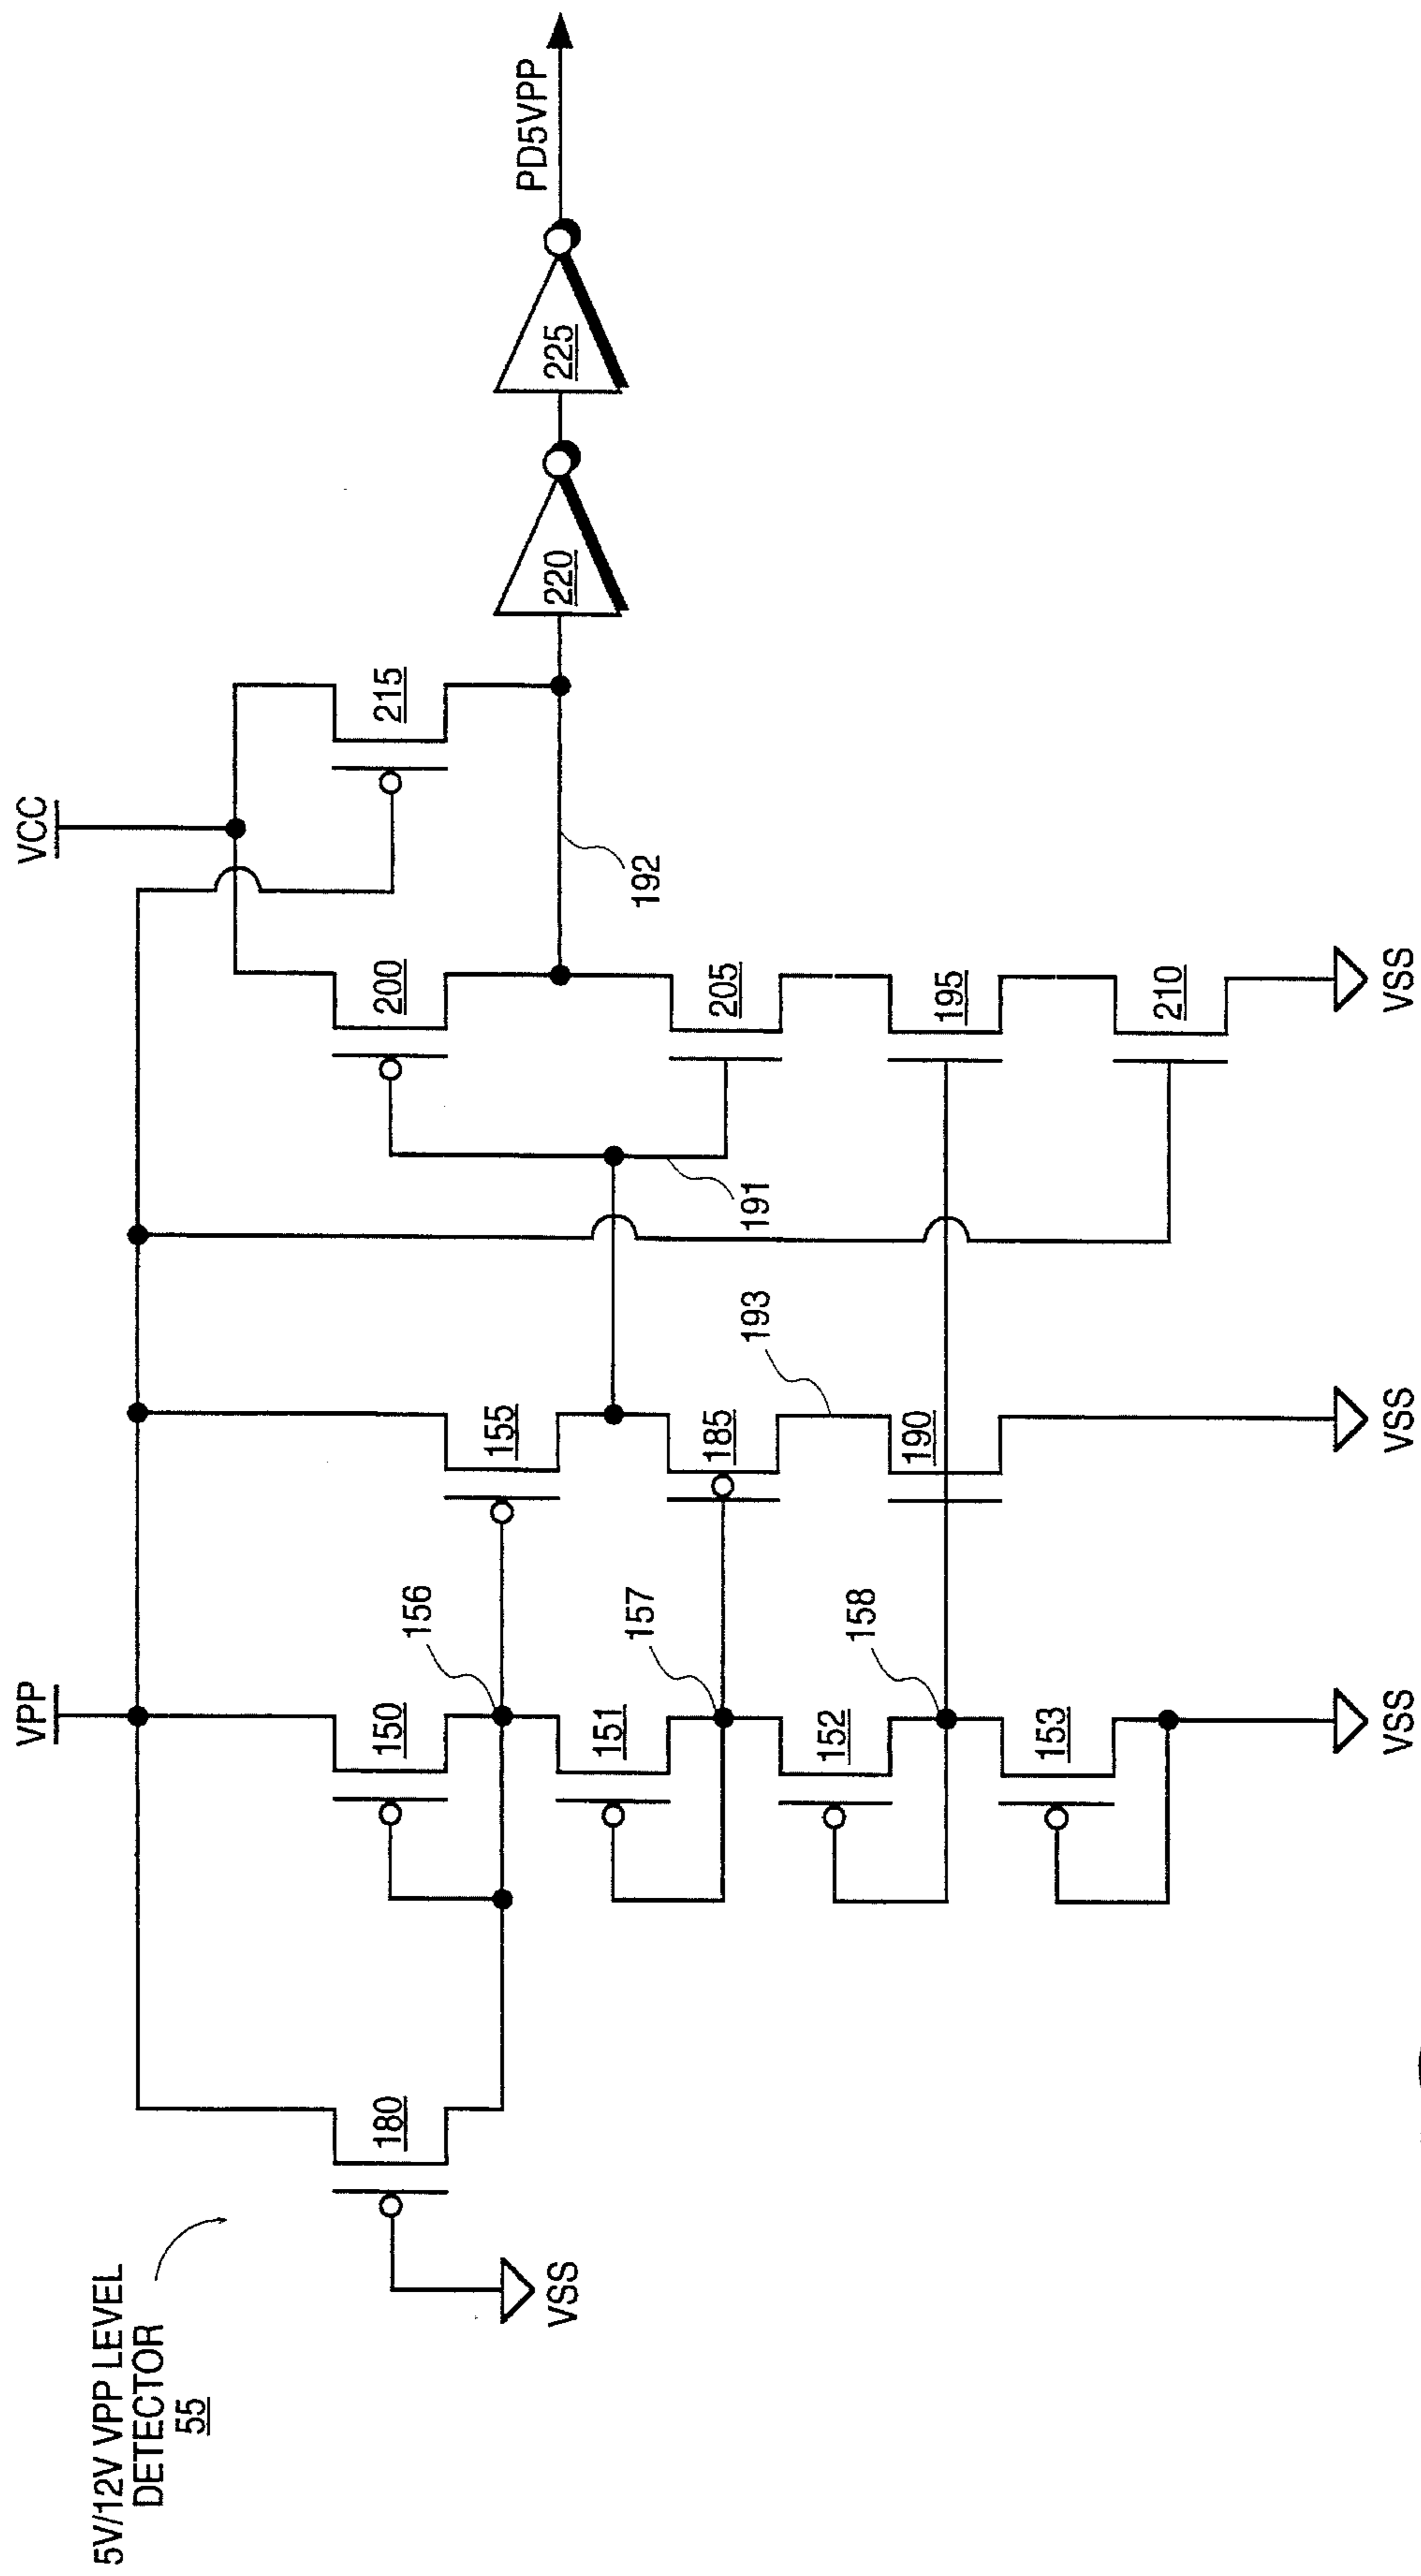 5V/12V VPP LEVEL
DETECTOR
55
VPP
VCC
180
VSS
150
156
151
157
152
158
153
VSS
155
185
193
190
VSS
191
200
205
195
210
VSS
192
215
220
225
PD5VPP